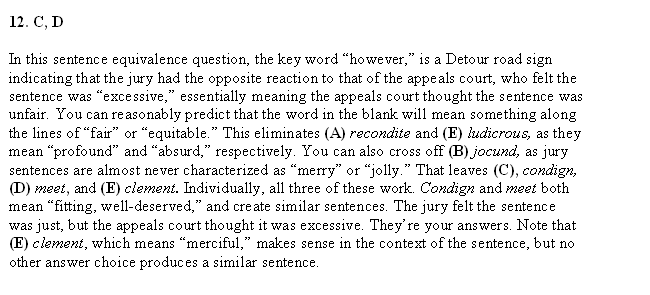 12. C, D
In this sentence equivalence question, the key word “however,” is a Detour road sign
indicating that the jury had the opposite reaction to that of the appeals court, who felt the
sentence was “excessive,” essentially meaning the appeals court thought the sentence was
unfair. You can reasonably predict that the word in the blank will mean something along
the lines of “fair” or “equitable.” This eliminates (A) recondite and (E) ludicrous, as they
mean “profound” and “absurd,” respectively. You can also cross off (B) jocund, as jury
sentences are almost never characterized as “merry” or “jolly.” That leaves (C), condign,
(D) meet, and (E) clement. Individually, all three of these work. Condign and meet both
mean “fitting, well-deserved,” and create similar sentences. The jury felt the sentence
was just, but the appeals court thought it was excessive. They’re your answers. Note that
(E) clement, which means “merciful,” makes sense in the context of the sentence, but no
other answer choice produces a similar sentence.